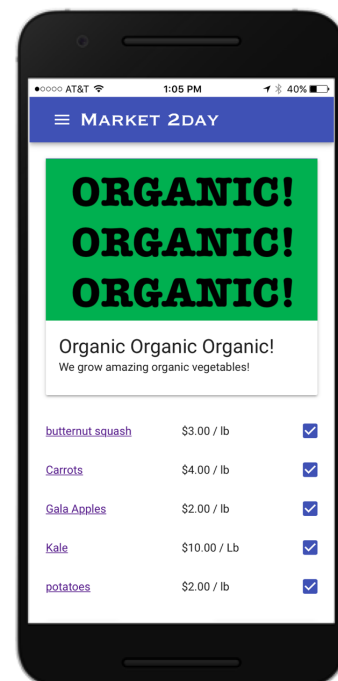 AT&T 1:05 PM 40%
MARKET 2DAY
ORGANIC!
ORGANIC!
ORGANIC!
Organic Organic Organic!
We grow amazing organic vegetables!
butternut squash $3.00 / lb
Carrots $4.00 / lb
Gala Apples $2.00 / lb
Kale $10.00 / Lb
potatoes $2.00 / lb